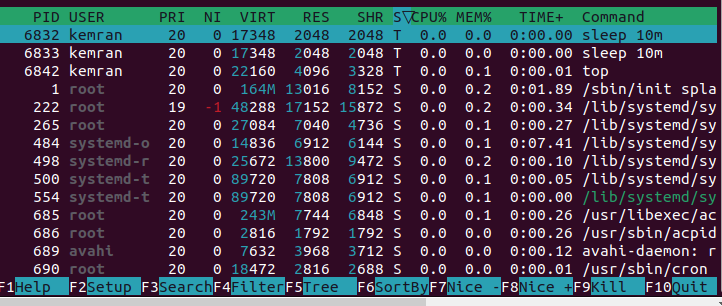 PID USER PRI NI VIRT RES SHR S▽CPU% MEM% TIME+ Command
6832 kemran 20 0 17348 2048 2048 T 0.0 0.0 0:00.00 sleep 10m
6833 kemran 20 0 17348 2048 2048 T 0.0 0.0 0:00.00 sleep 10m
6842 kemran 20 0 22160 4096 3328 T 0.0 0.1 0:00.01 top
1 root 20 0 164M 13016 8152 S 0.0 0.2 0:01.89 /sbin/init spla
222 root 19 -1 48288 17152 15872 S 0.0 0.2 0:00.34 /lib/systemd/sy
265 root 20 0 27084 7040 4736 S 0.0 0.1 0:00.27 /lib/systemd/sy
484 systemd-o 20 0 14836 6912 6144 S 0.0 0.1 0:07.41 /lib/systemd/sy
498 systemd-r 20 0 25672 13800 9472 S 0.0 0.2 0:00.10 /lib/systemd/sy
500 systemd-t 20 0 89720 7808 6912 S 0.0 0.1 0:00.05 /lib/systemd/sy
554 systemd-t 20 0 89720 7808 6912 S 0.0 0.1 0:00.00 /lib/systemd/sy
685 root 20 0 243M 7744 6848 S 0.0 0.1 0:00.26 /usr/libexec/ac
686 root 20 0 2816 1792 1792 S 0.0 0.0 0:00.26 /usr/sbin/acpid
689 avahi 20 0 7632 3968 3712 S 0.0 0.0 0:00.12 avahi-daemon: r
690 root 20 0 18472 2816 2688 S 0.0 0.0 0:00.01 /usr/sbin/cron
F1Help F2Setup F3SearchF4FilterF5Tree F6SortByF7Nice -F8Nice +F9Kill F10Quit